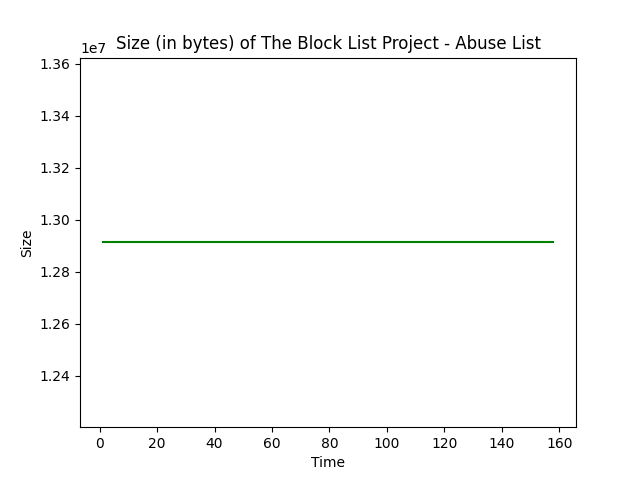 Size (in bytes) of The Block List Project - Abuse List
1e7
1.36
1.34
1.32
1.30
1.28
1.26
1.24
Size
0 20 40 60 80 100 120 140 160
Time